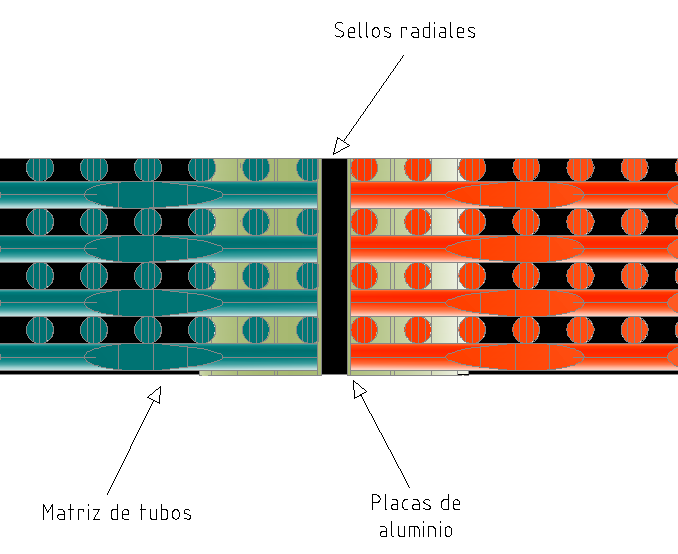 Sellos radiales
Matriz de tubos
Placas de
aluminio